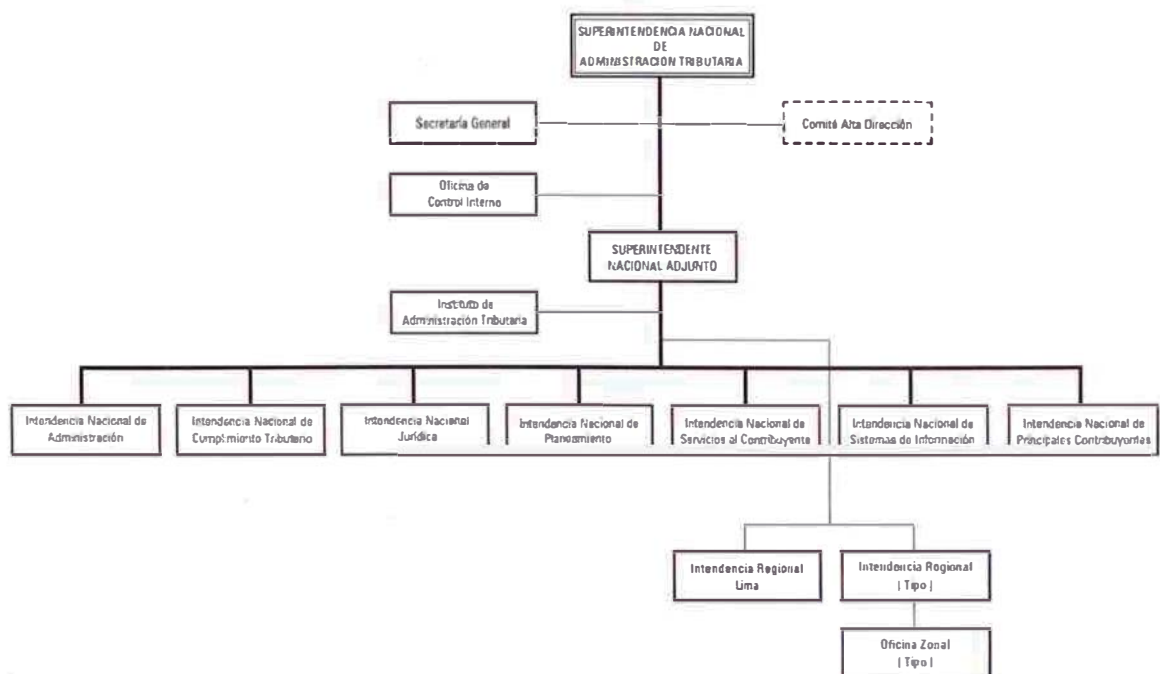 SUPERINTENDENCIA NACIONAL
DE
ADMINISTRACION TRIBUTARIA
Secretaría General
Comité Alta Dirección
Oficina de
Control Interno
SUPERINTENDENTE
NACIONAL ADJUNTO
Instituto de
Administración Tributaria
Intendencia Nacional de
Administración
Intendencia Nacional de
Cumplimiento Tributario
Intendencia Nacional
Jurídica
Intendencia Nacional de
Planeamiento
Intendencia Nacional de
Servicios al Contribuyente
Intendencia Nacional de
Sistemas de Información
Intendencia Nacional de
Principales Contribuyentes
Intendencia Regional
Lima
Intendencia Regional
| Tipo |
Oficina Zonal
| Tipo |